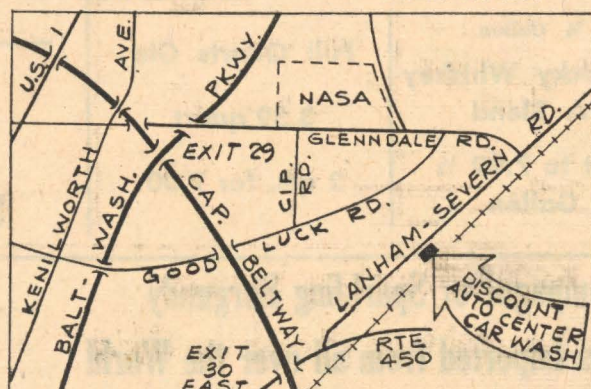 U.S. 1
AVE.
KENILWORTH
PKWY.
WASH.
BALT-
NASA
GLENNDALE RD.
EXIT 29
CAP.
BELTWAY
CIP.
RD.
GOOD
LUCK RD.
LANHAM-SEVERN RD.
DISCOUNT
AUTO CENTER
CAR WASH
RTE
450
EXIT
30
EAST